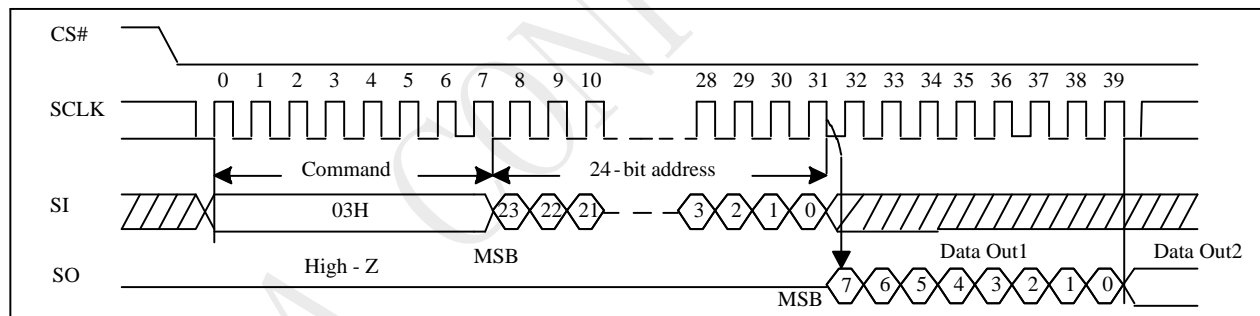 CS#
0 1 2 3 4 5 6 7 8 9 10 28 29 30 31 32 33 34 35 36 37 38 39
SCLK
Command 24-bit address
SI 03H 23 22 21 3 2 1 0
High - Z MSB Data Out1 Data Out2
SO MSB 7 6 5 4 3 2 1 0